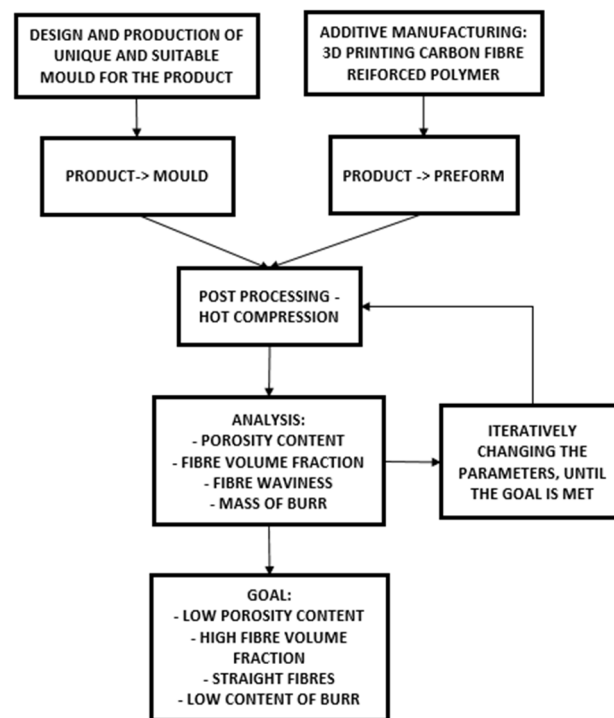 DESIGN AND PRODUCTION OF
UNIQUE AND SUITABLE
MOULD FOR THE PRODUCT
ADDITIVE MANUFACTURING:
3D PRINTING CARBON FIBRE
REIFORCED POLYMER
PRODUCT-> MOULD
PRODUCT -> PREFORM
POST PROCESSING -
HOT COMPRESSION
ANALYSIS:
- POROSITY CONTENT
- FIBRE VOLUME FRACTION
- FIBRE WAVINESS
- MASS OF BURR
ITERATIVELY
CHANGING THE
PARAMETERS, UNTIL
THE GOAL IS MET
GOAL:
- LOW POROSITY CONTENT
- HIGH FIBRE VOLUME
FRACTION
- STRAIGHT FIBRES
- LOW CONTENT OF BURR